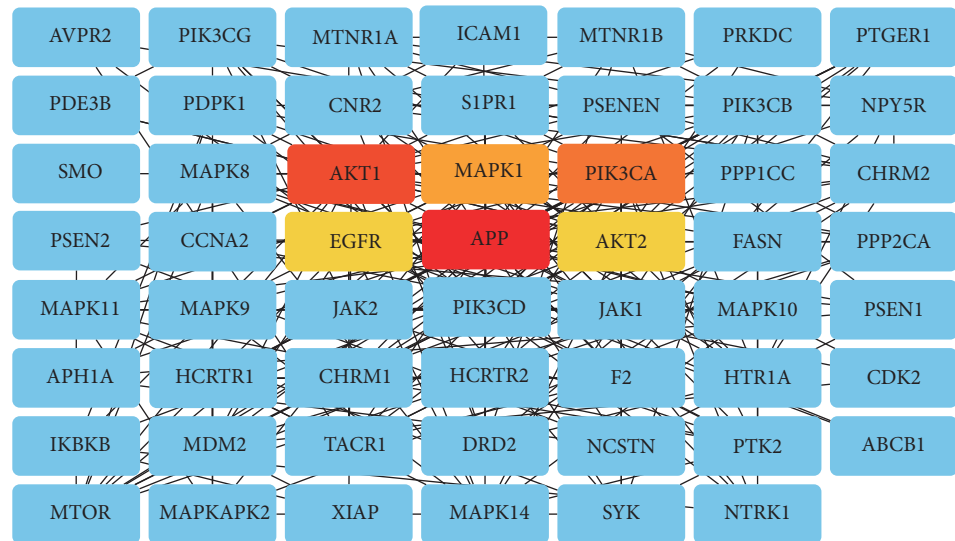 AVPR2 PIK3CG MTNR1A ICAM1 MTNR1B PRKDC PTGER1
PDE3B PDPK1 CNR2 S1PR1 PSENEN PIK3CB NPY5R
SMO MAPK8 AKT1 MAPK1 PIK3CA PPP1CC CHRM2
PSEN2 CCNA2 EGFR APP AKT2 FASN PPP2CA
MAPK11 MAPK9 JAK2 PIK3CD JAK1 MAPK10 PSEN1
APH1A HCRTR1 CHRM1 HCRTR2 F2 HTR1A CDK2
IKBKB MDM2 TACR1 DRD2 NCSTN PTK2 ABCB1
MTOR MAPKAPK2 XIAP MAPK14 SYK NTRK1